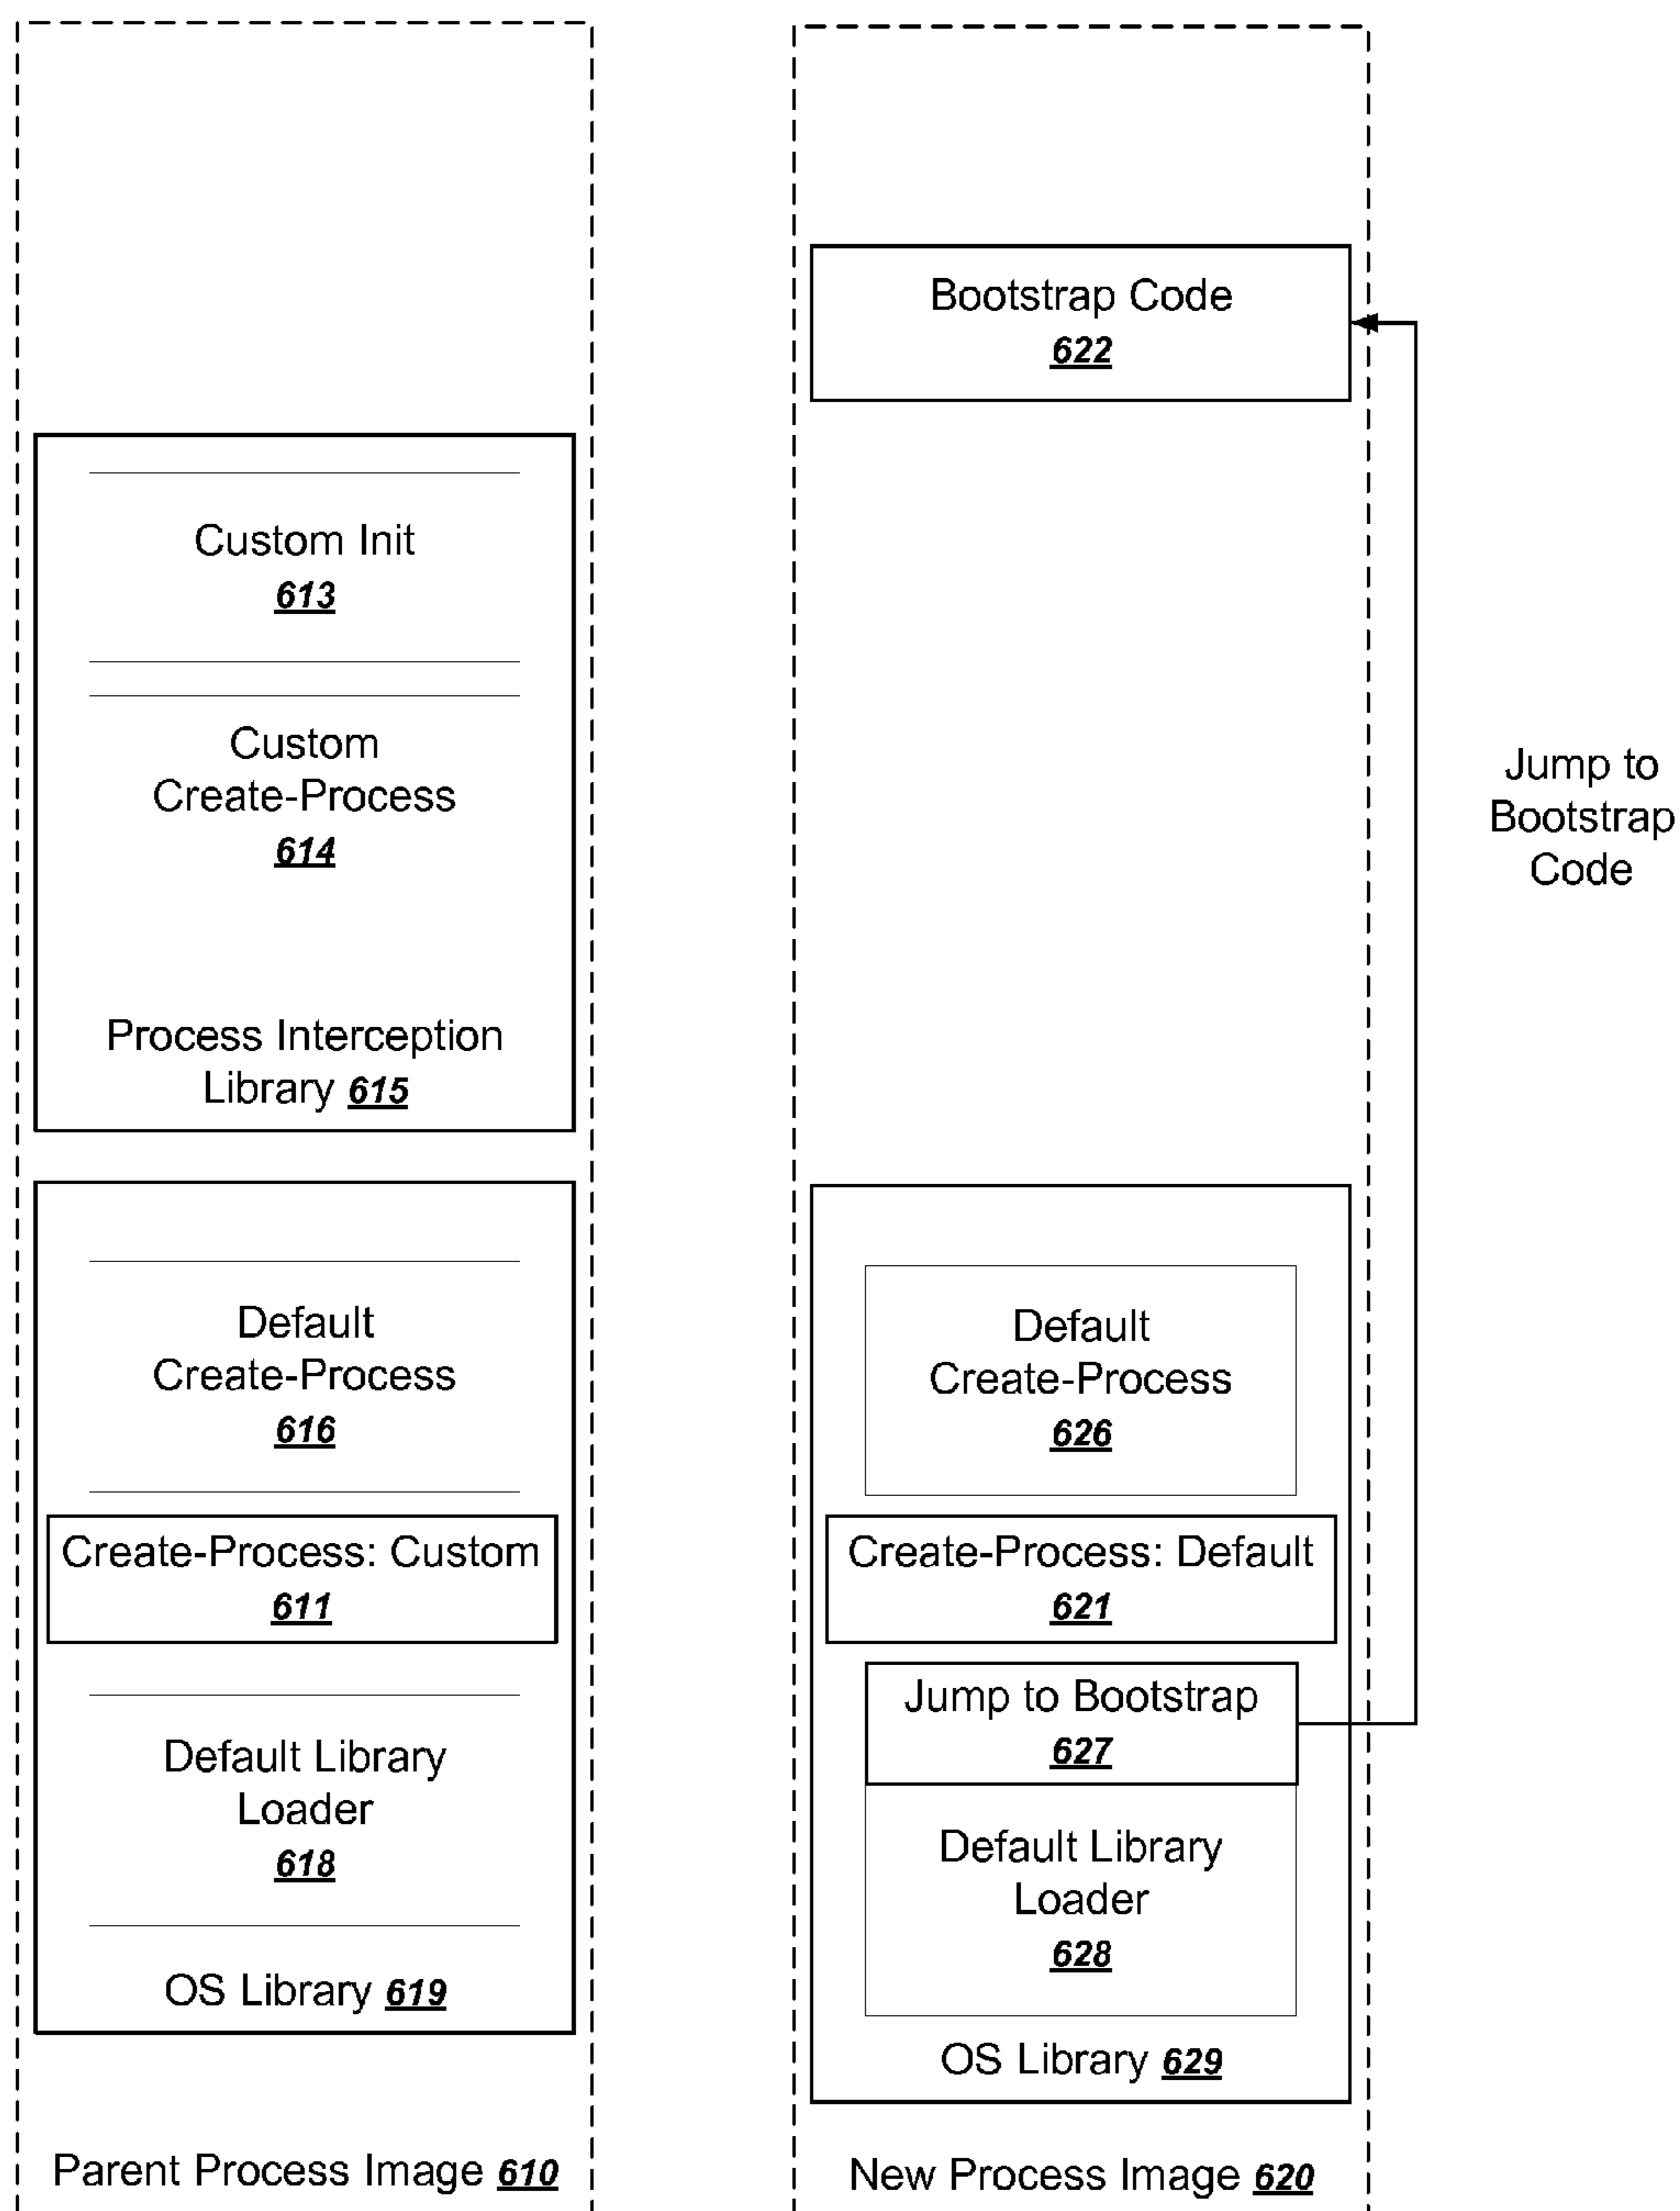 Custom Init
613
Custom
Create-Process
614
Process Interception
Library 615
Default
Create-Process
616
Create-Process: Custom
611
Default Library
Loader
618
OS Library 619
Parent Process Image 610
Bootstrap Code
622
Default
Create-Process
626
Create-Process: Default
621
Jump to Bootstrap
627
Default Library
Loader
628
OS Library 629
New Process Image 620
Jump to
Bootstrap
Code